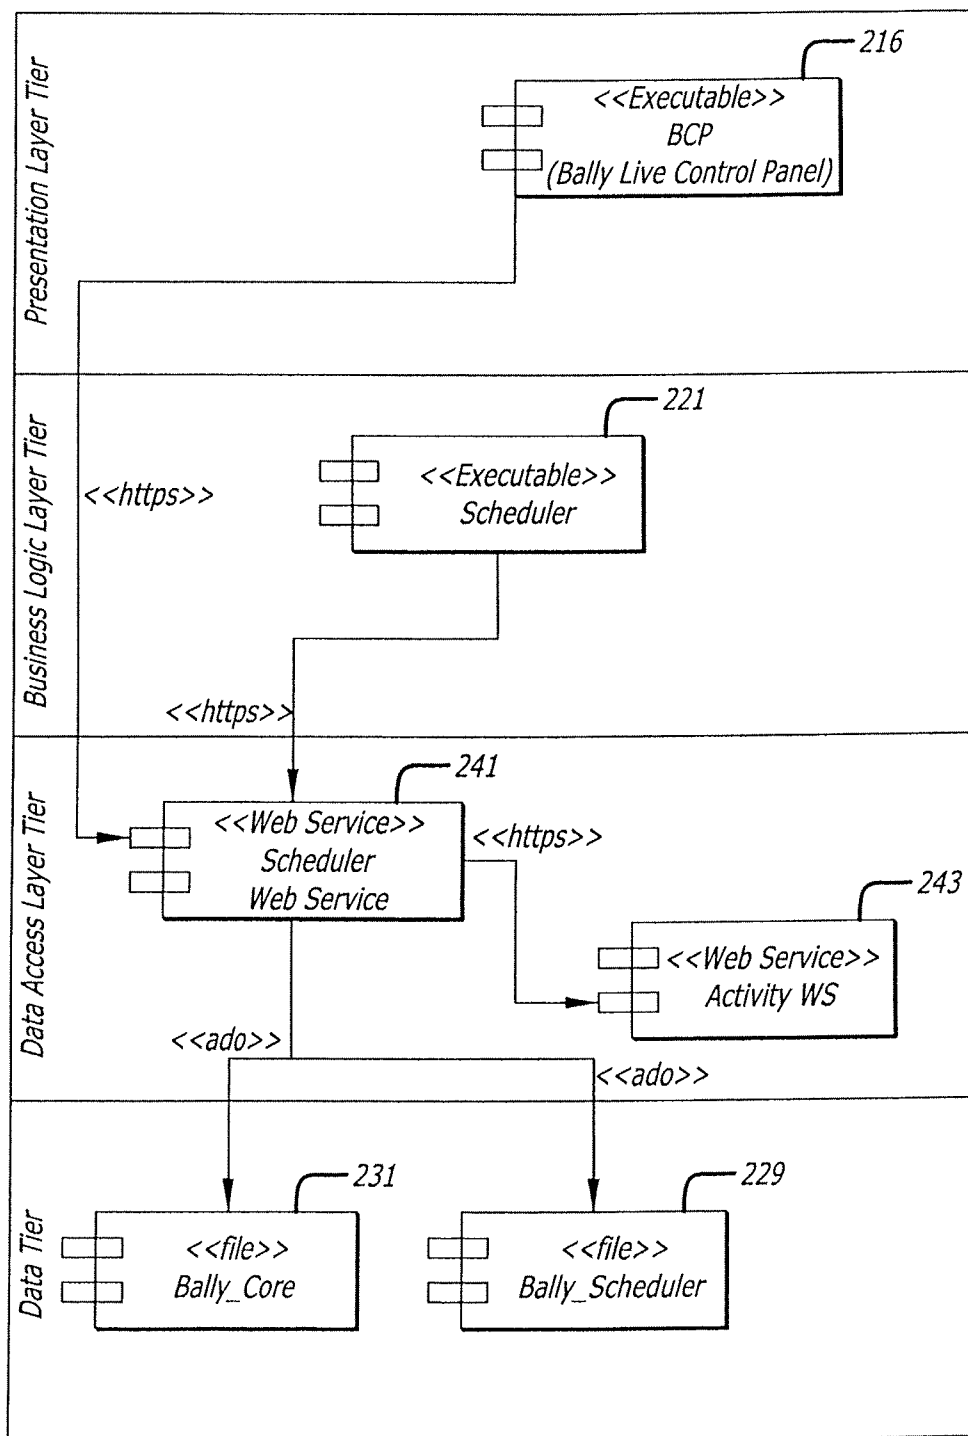 Presentation Layer Tier
216
<<Executable>>
BCP
(Bally Live Control Panel)
Business Logic Layer Tier
221
<<Executable>>
Scheduler
<<https>>
<<https>>
Data Access Layer Tier
241
<<Web Service>>
Scheduler
Web Service
<<https>>
243
<<Web Service>>
Activity WS
<<ado>>
<<ado>>
Data Tier
231
<<file>>
Bally_Core
229
<<file>>
Bally_Scheduler